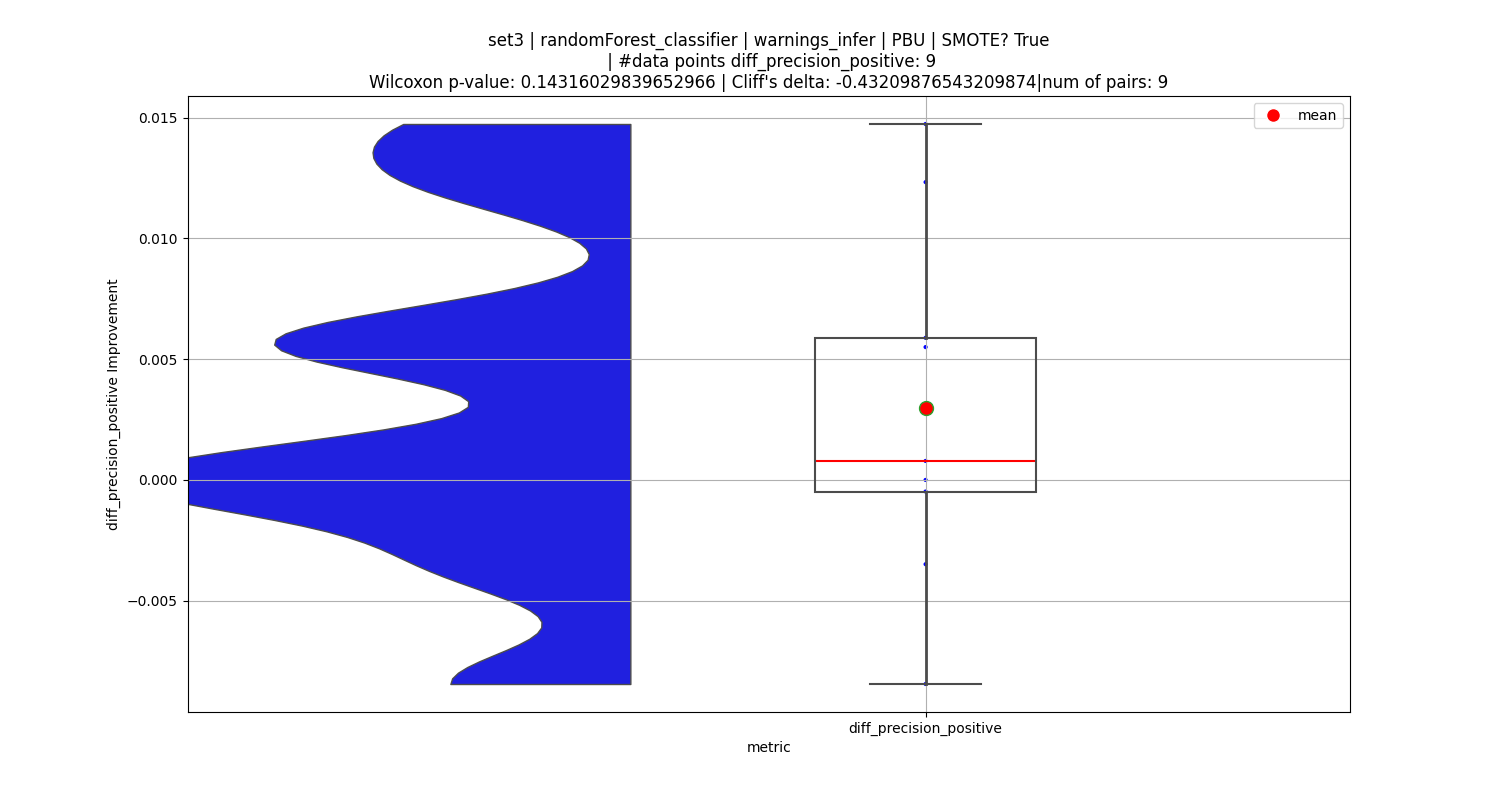 set3 | randomForest_classifier | warnings_infer | PBU | SMOTE? True
| #data points diff_precision_positive: 9
Wilcoxon p-value: 0.14316029839652966 | Cliff's delta: -0.43209876543209874|num of pairs: 9
mean
0.015
0.010
0.005
0.000
−0.005
diff_precision_positive Improvement
diff_precision_positive
metric